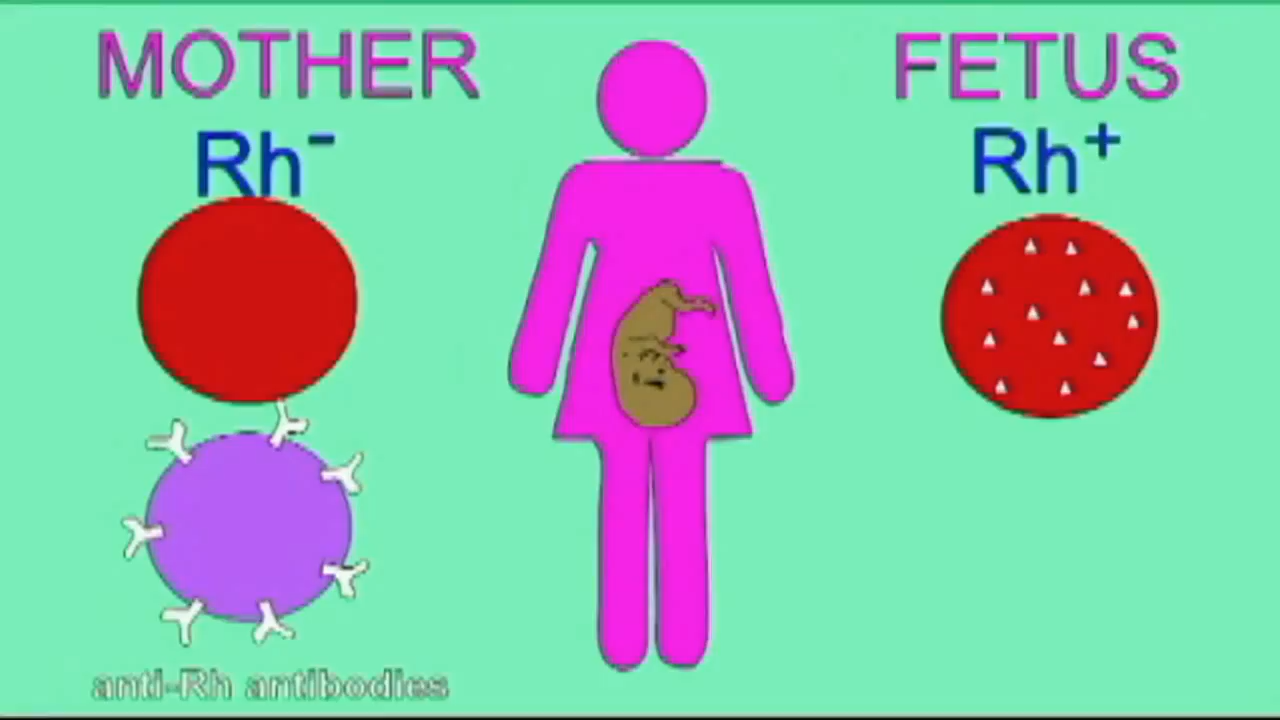 MOTHER
Rh⁻
FETUS
Rh⁺
anti-Rh antibodies